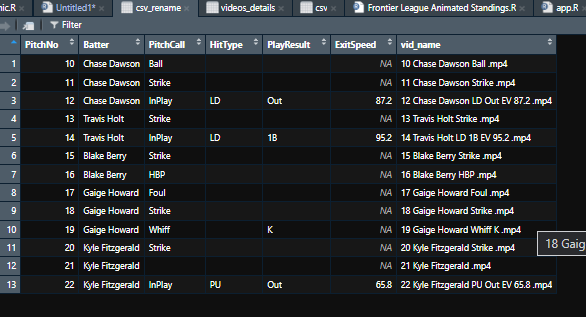 nic.R Untitled1* csv_rename videos_details csv Frontier League Animated Standings.R app.R
Filter
PitchNo Batter PitchCall HitType PlayResult ExitSpeed vid_name
1 10 Chase Dawson Ball NA 10 Chase Dawson Ball .mp4
2 11 Chase Dawson Strike NA 11 Chase Dawson Strike .mp4
3 12 Chase Dawson InPlay LD Out 87.2 12 Chase Dawson LD Out EV 87.2 .mp4
4 13 Travis Holt Strike NA 13 Travis Holt Strike .mp4
5 14 Travis Holt InPlay LD 1B 95.2 14 Travis Holt LD 1B EV 95.2 .mp4
6 15 Blake Berry Strike NA 15 Blake Berry Strike .mp4
7 16 Blake Berry HBP NA 16 Blake Berry HBP .mp4
8 17 Gaige Howard Foul NA 17 Gaige Howard Foul .mp4
9 18 Gaige Howard Strike NA 18 Gaige Howard Strike .mp4
10 19 Gaige Howard Whiff K NA 19 Gaige Howard Whiff K .mp4
11 20 Kyle Fitzgerald Strike NA 20 Kyle Fitzgerald Strike .mp4
12 21 Kyle Fitzgerald NA 21 Kyle Fitzgerald .mp4
13 22 Kyle Fitzgerald InPlay PU Out 65.8 22 Kyle Fitzgerald PU Out EV 65.8 .mp4
18 Gaig